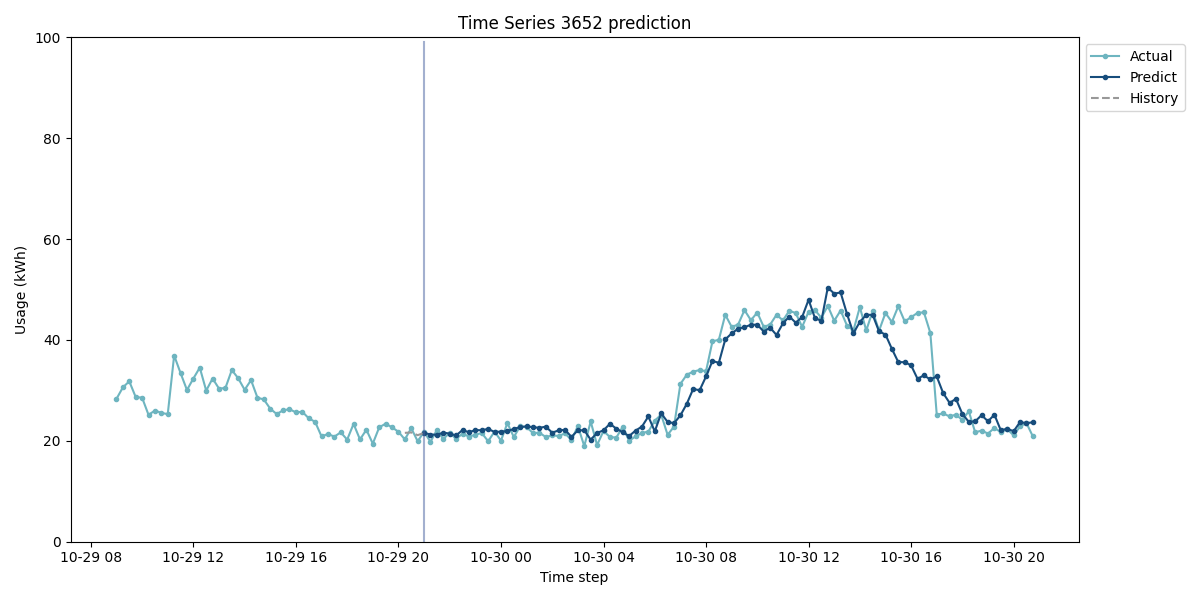 Time Series 3652 prediction
100
80
60
40
20
0
Usage (kWh)
10-29 08 10-29 12 10-29 16 10-29 20 10-30 00 10-30 04 10-30 08 10-30 12 10-30 16 10-30 20
Time step
Actual
Predict
History